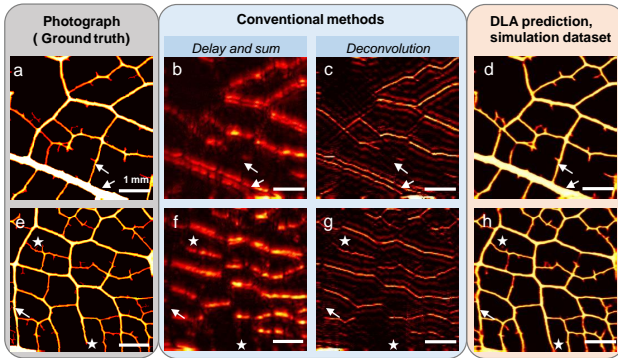 Photograph
( Ground truth)
Conventional methods
Delay and sum
Deconvolution
DLA prediction,
simulation dataset
a
b
c
d
1 mm
e
f
g
h